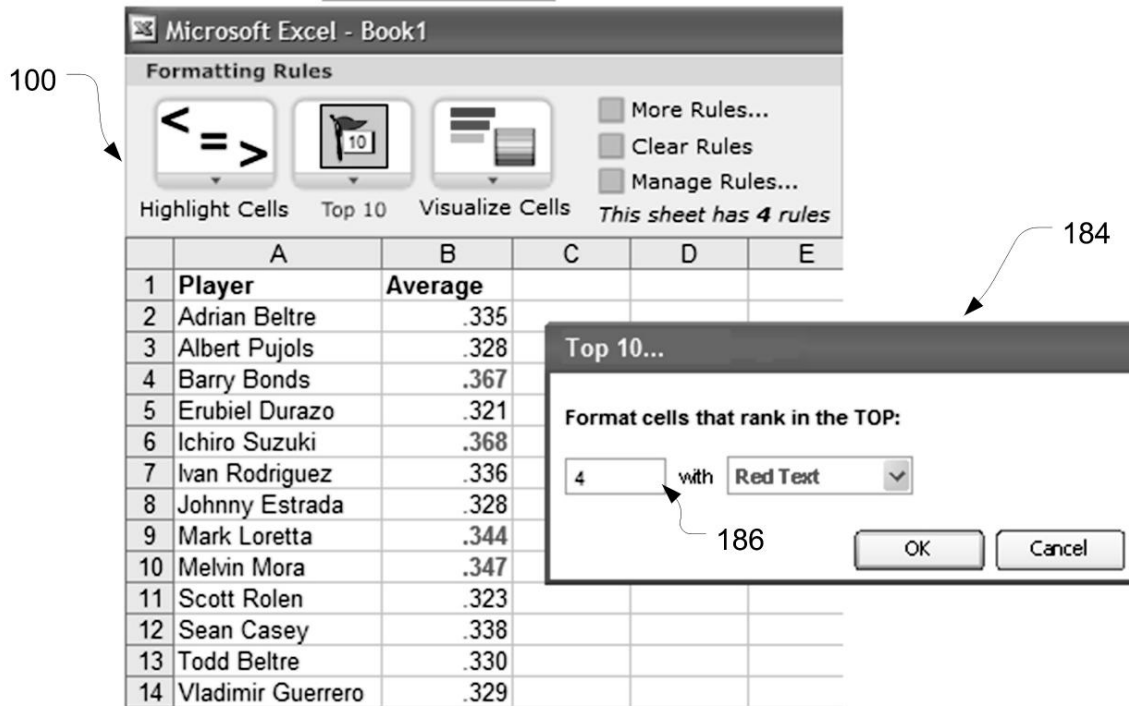 Microsoft Excel - Book1
Formatting Rules
100
< = >
10
More Rules...
Clear Rules
Manage Rules...
Highlight Cells Top 10 Visualize Cells This sheet has 4 rules
184
A B C D E
1 Player Average
2 Adrian Beltre .335
3 Albert Pujols .328
4 Barry Bonds .367
5 Erubiel Durazo .321
6 Ichiro Suzuki .368
7 Ivan Rodriguez .336
8 Johnny Estrada .328
9 Mark Loretta .344
10 Melvin Mora .347
11 Scott Rolen .323
12 Sean Casey .338
13 Todd Beltre .330
14 Vladimir Guerrero .329
Top 10...
Format cells that rank in the TOP:
4 with Red Text
186
OK Cancel